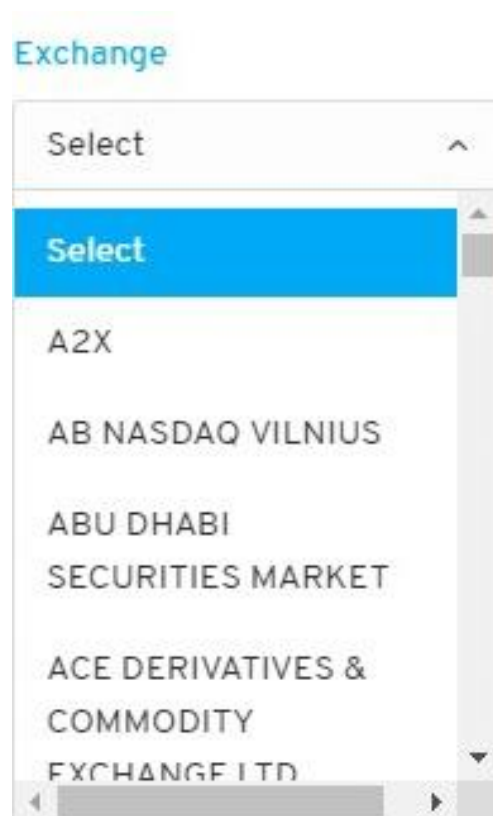 Exchange
Select
Select
A2X
AB NASDAQ VILNIUS
ABU DHABI
SECURITIES MARKET
ACE DERIVATIVES &
COMMODITY
EXCHANGE LTD